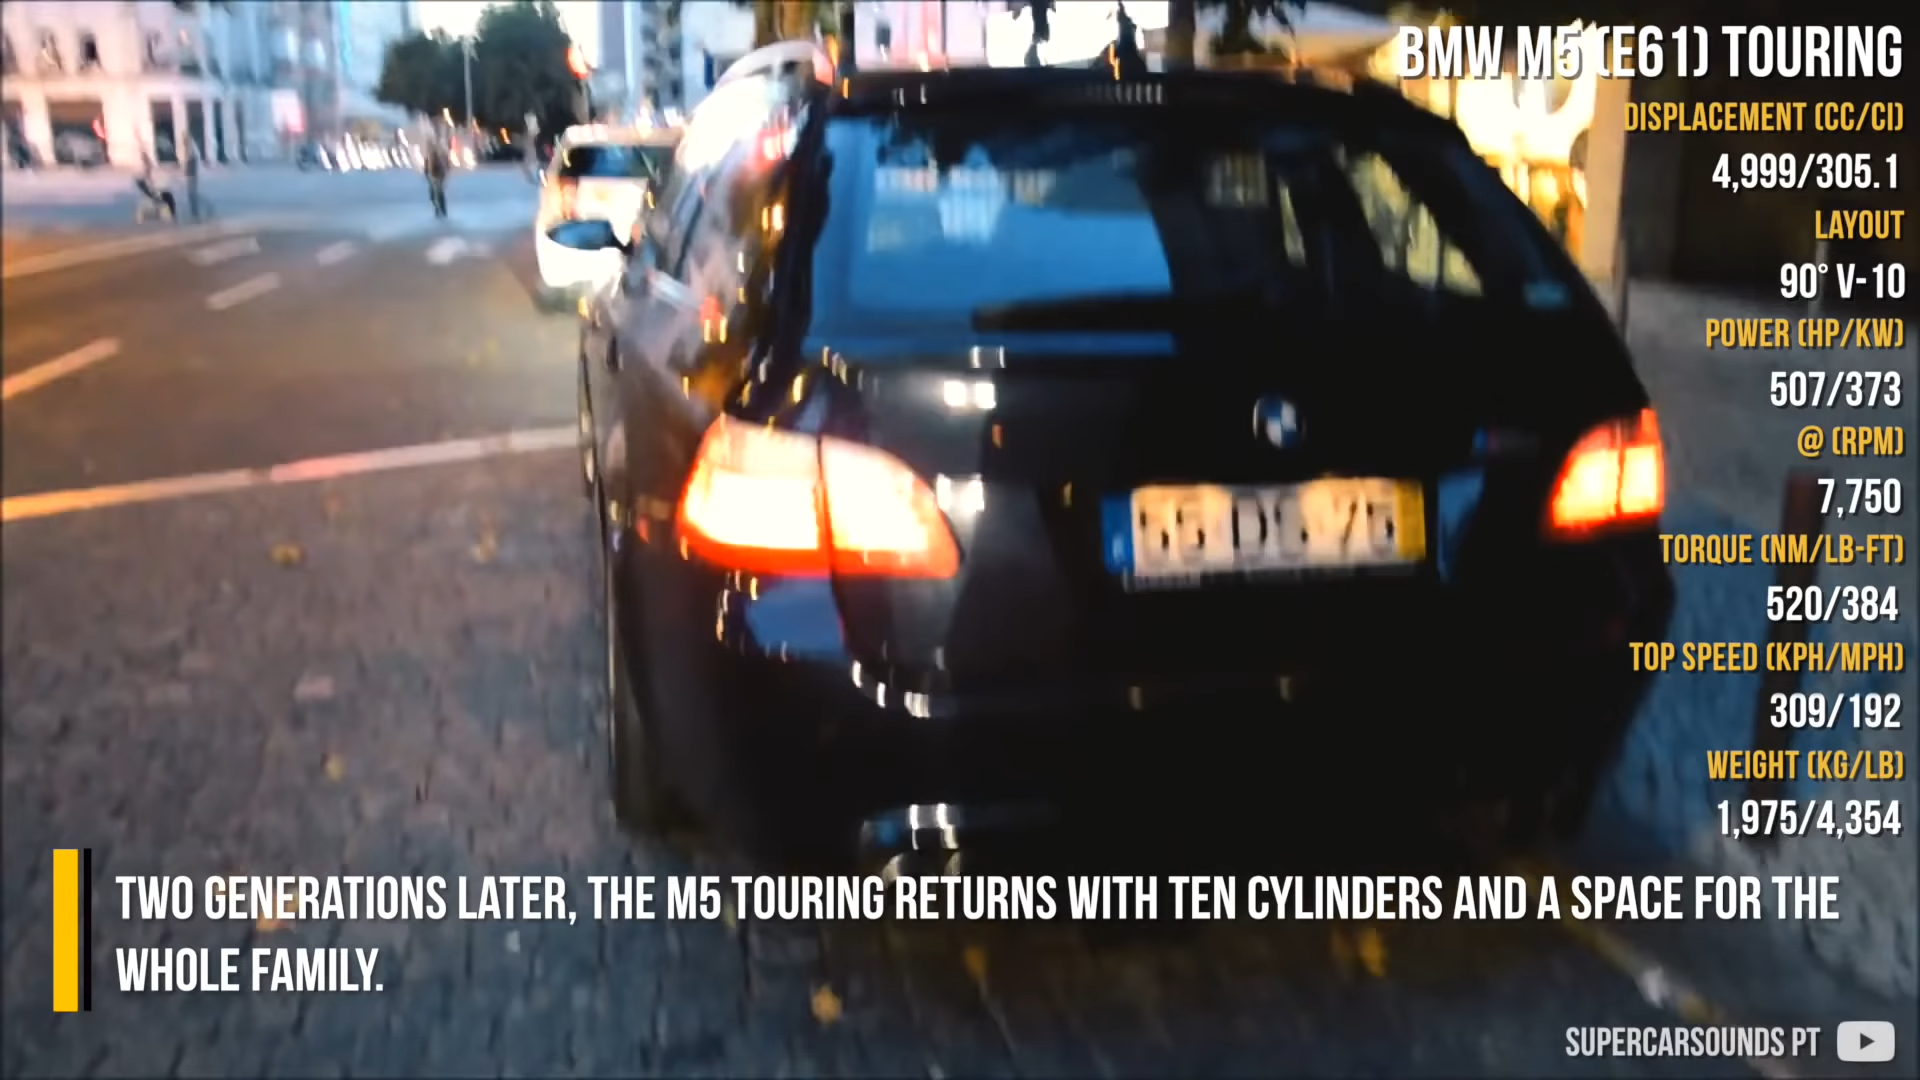 BMW M5 (E61) TOURING
DISPLACEMENT (CC/CI)
4,999/305.1
LAYOUT
90° V-10
POWER (HP/KW)
507/373
@ (RPM)
7,750
TORQUE (NM/LB-FT)
520/384
TOP SPEED (KPH/MPH)
309/192
WEIGHT (KG/LB)
1,975/4,354
TWO GENERATIONS LATER, THE M5 TOURING RETURNS WITH TEN CYLINDERS AND A SPACE FOR THE
WHOLE FAMILY.
SUPERCARSOUNDS PT